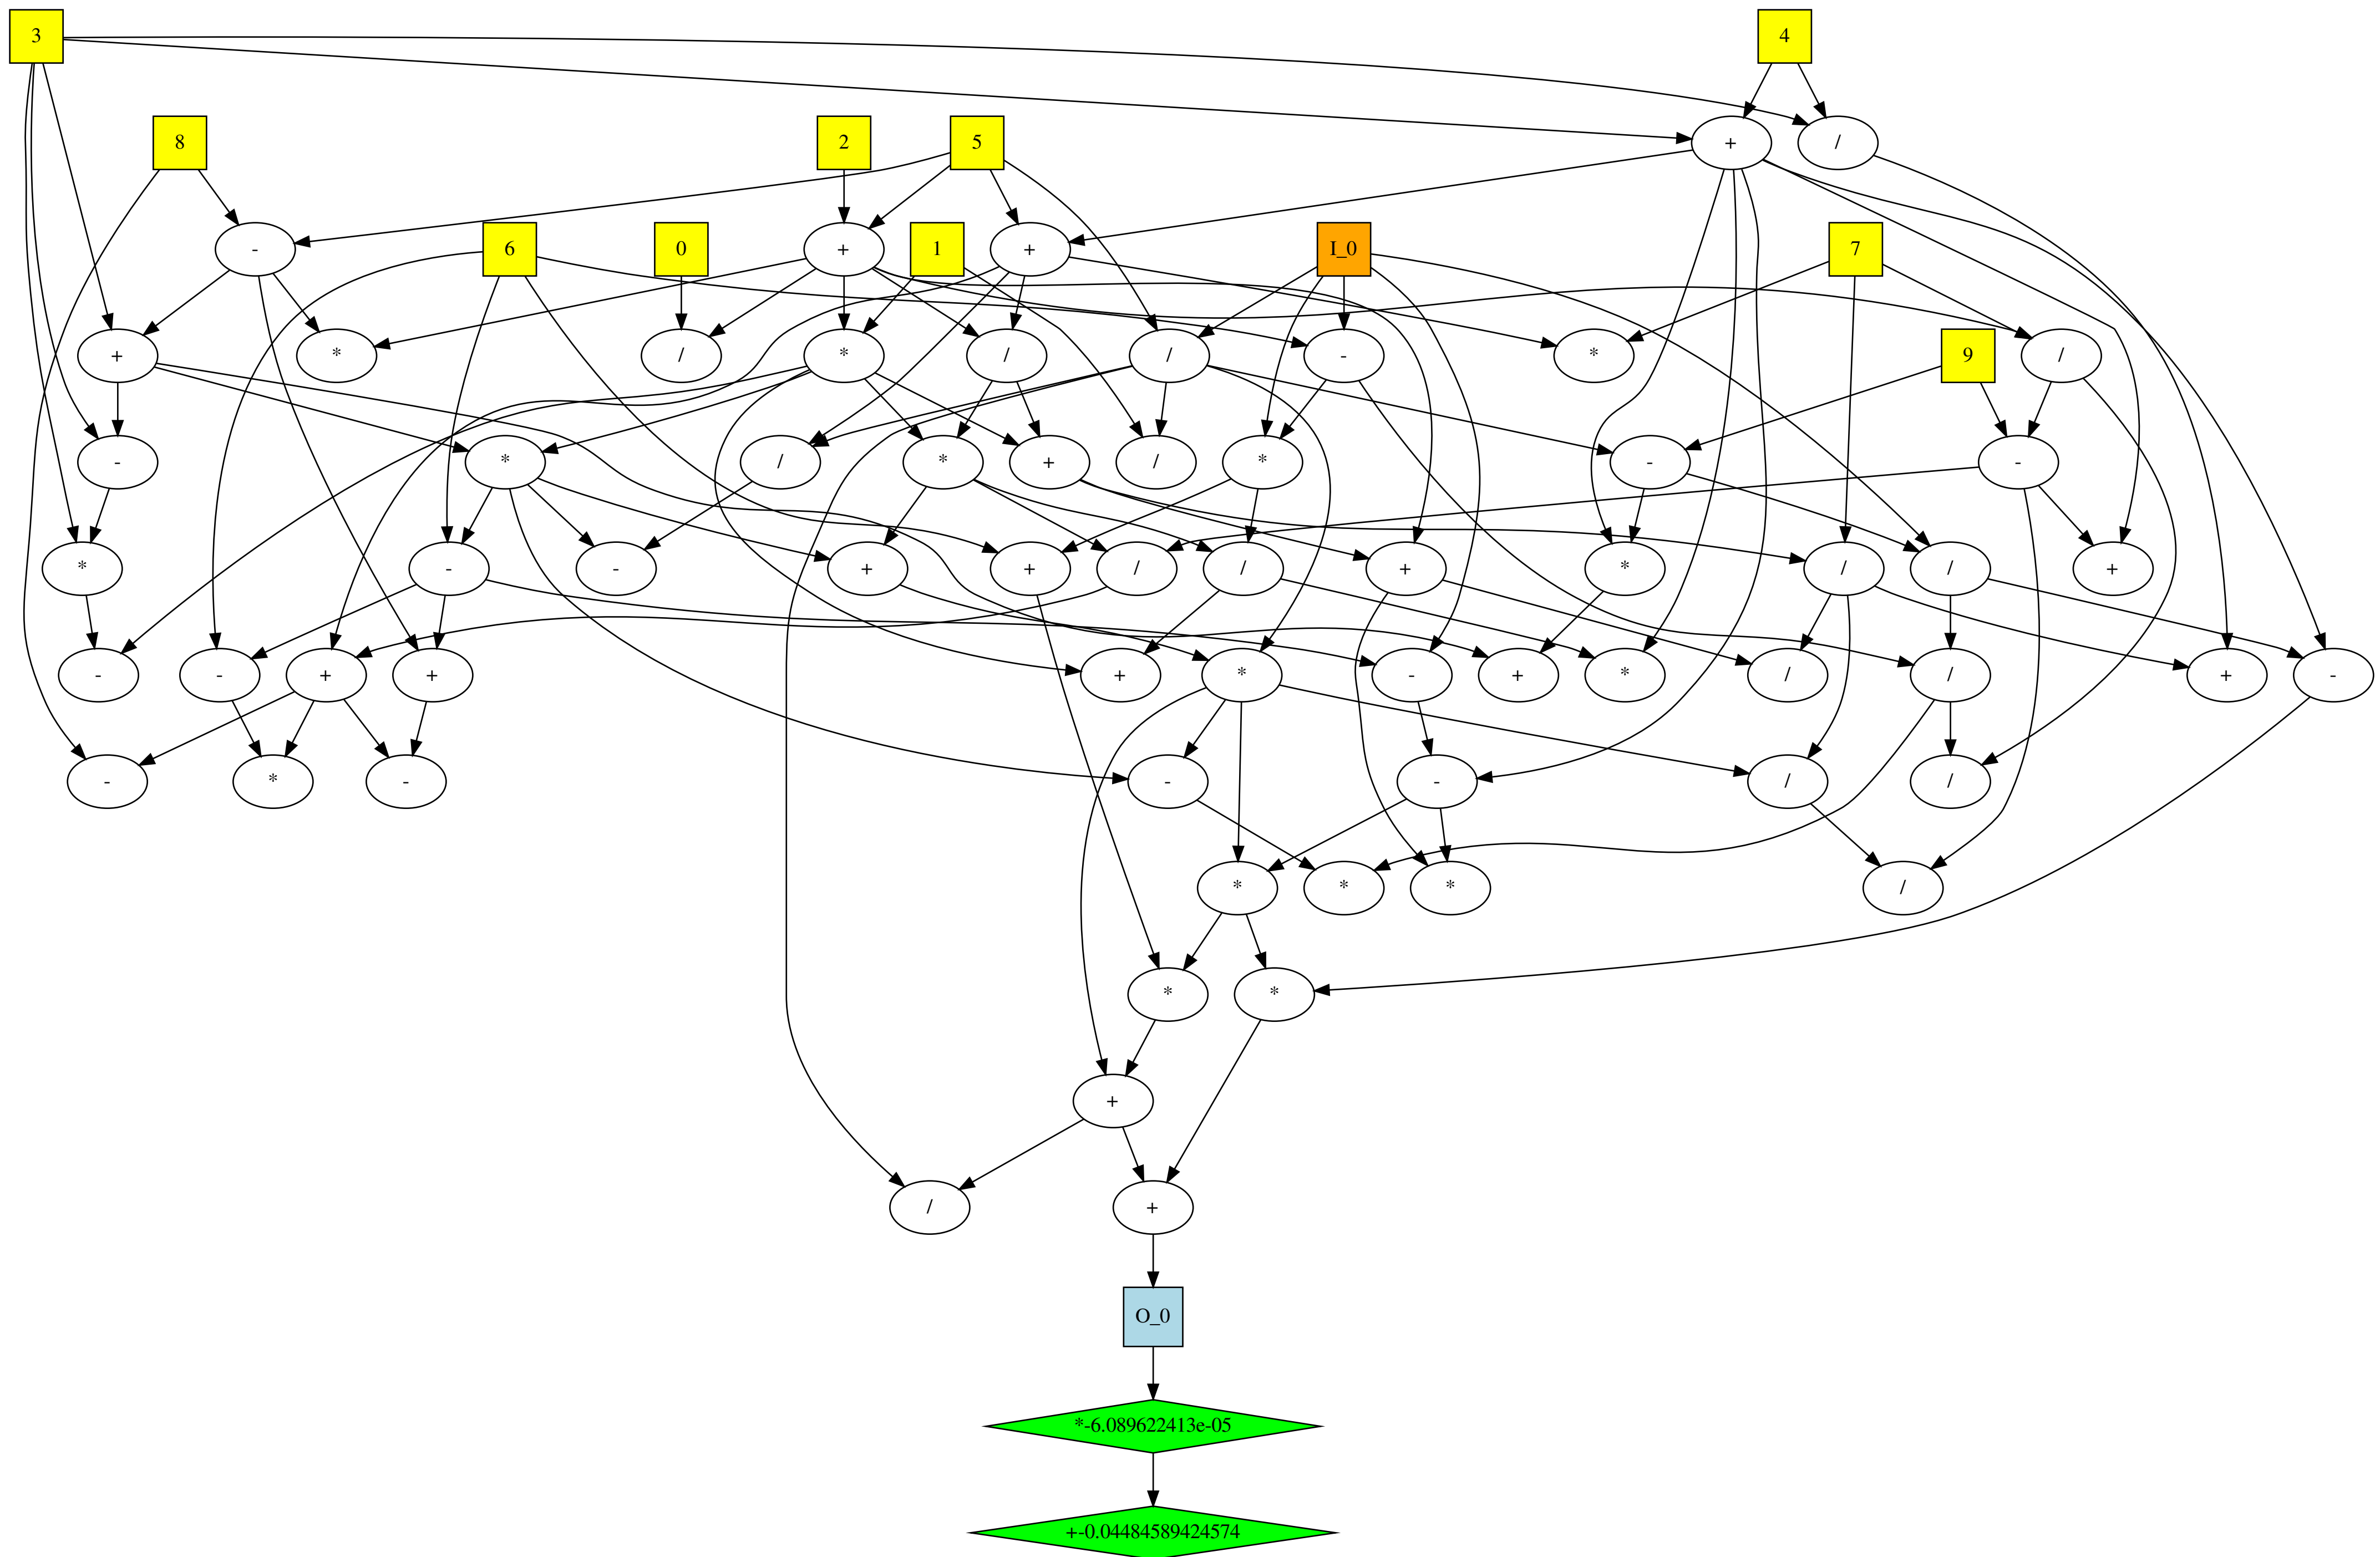 3 4
8 2 5 + /
- 6 0 + 1 + I_0 7
+ * / * / / - * 9 /
- * / * + / * - -
* - - + + / / + * / / +
- - + + + * - + * / / + -
- * - - / - / /
* * * /
* *
+
/ +
O_0
*-6.089622413e-05
+-0.04484589424574